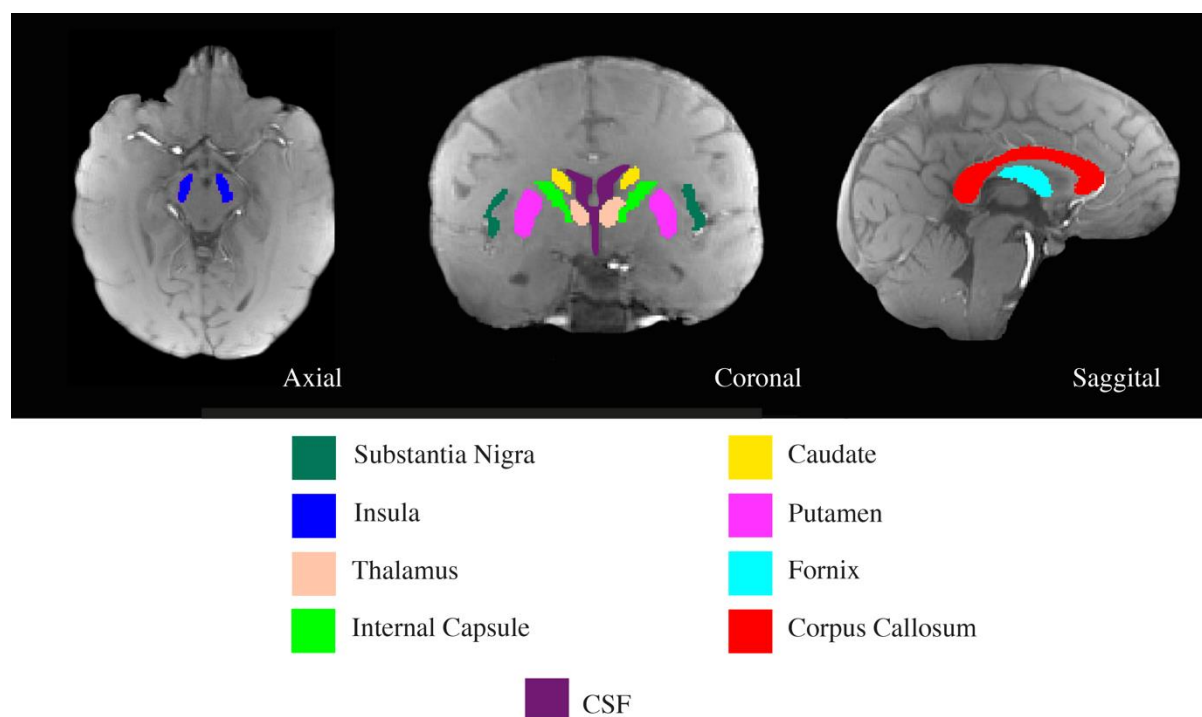 Axial
Coronal
Saggital
Substantia Nigra
Caudate
Insula
Putamen
Thalamus
Fornix
Internal Capsule
Corpus Callosum
CSF